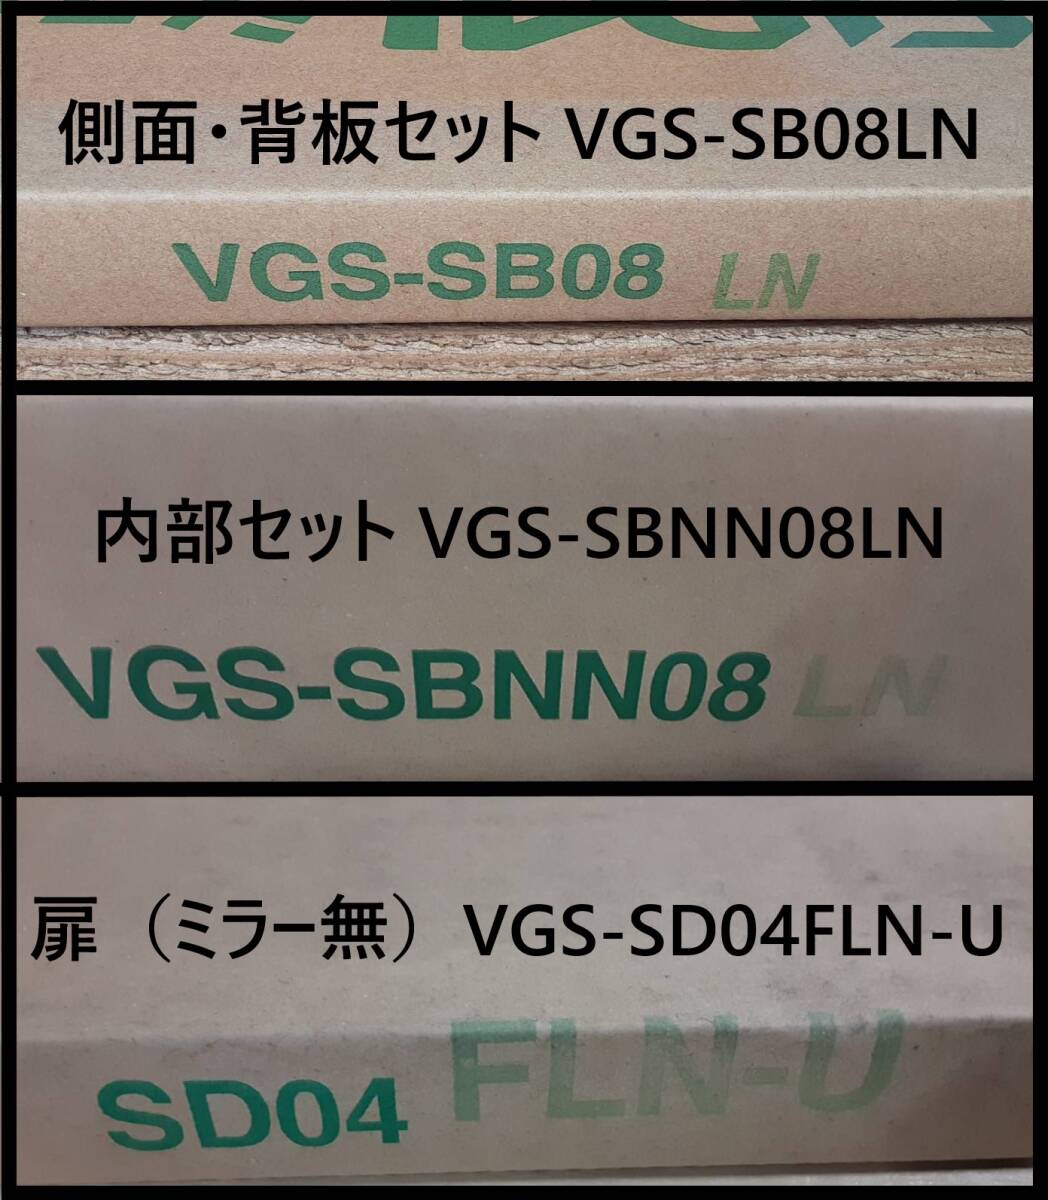 側面・背板セット VGS-SB08LN
VGS-SB08 LN
内部セット VGS-SBNN08LN
VGS-SBNN08 LN
扉（ミラー無） VGS-SD04FLN-U
SD04 FLN-U